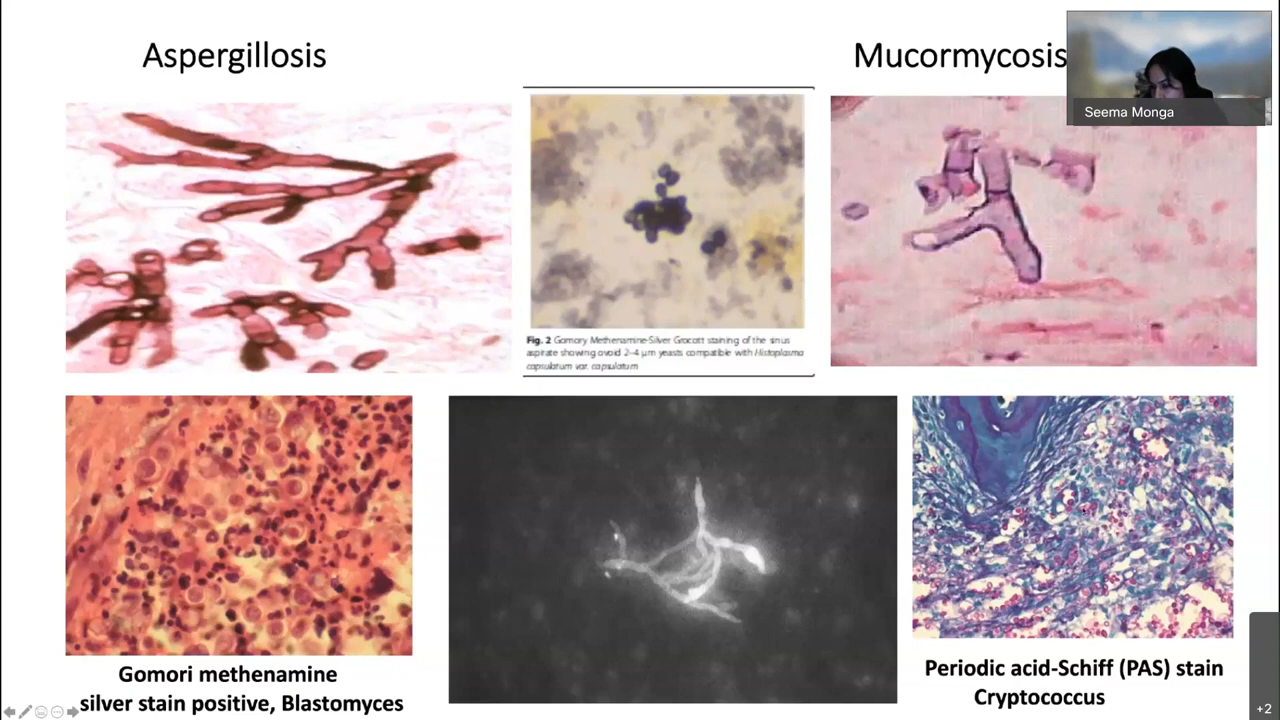 Aspergillosis
Mucormycosis
Seema Monga
Fig. 2 Gomory Methenamine-Silver Grocott staining of the sinus
aspirate showing ovoid 2–4 µm yeasts compatible with Histoplasma
capsulatum var. capsulatum
Gomori methenamine
silver stain positive, Blastomyces
Periodic acid-Schiff (PAS) stain
Cryptococcus
+2